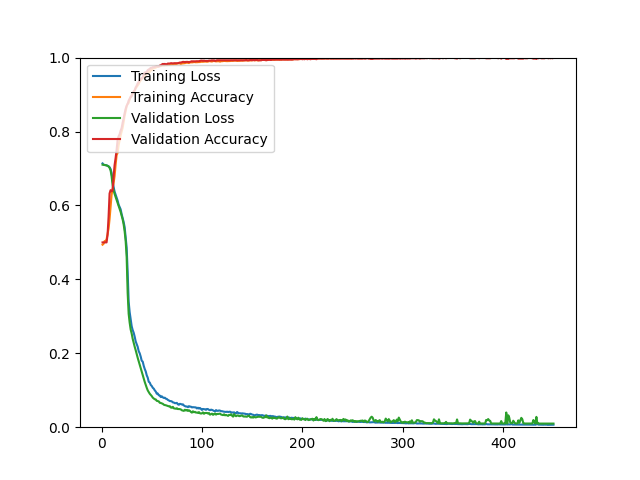 1.0
0.8
0.6
0.4
0.2
0.0
Training Loss
Training Accuracy
Validation Loss
Validation Accuracy
0 100 200 300 400